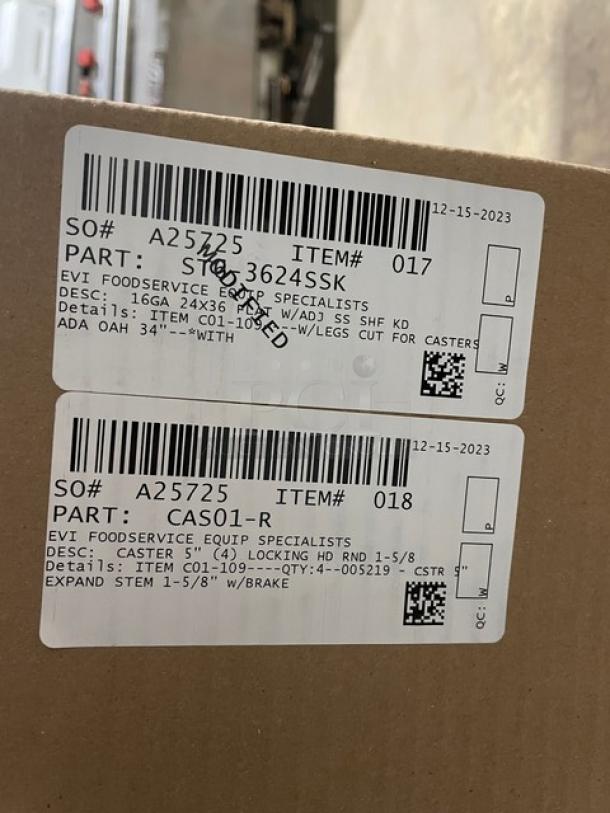 12-15-2023
SO# A25725 ITEM# 017
PART: 3624SSK
MODIFIED
EVI FOODSERVICE EQUIP SPECIALISTS
DESC: 16GA 24X36 W/ADJ SS SHF KD
Details: ITEM C01-109----W/LEGS CUT FOR CASTERS
ADA OAH 34"--*WITH
P
QC: W
12-15-2023
SO# A25725 ITEM# 018
PART: CAS01-R
EVI FOODSERVICE EQUIP SPECIALISTS
DESC: CASTER 5" (4) LOCKING HD RND 1-5/8
Details: ITEM C01-109----QTY:4--005219 - CSTR 5"
EXPAND STEM 1-5/8" W/BRAKE
P
QC: W